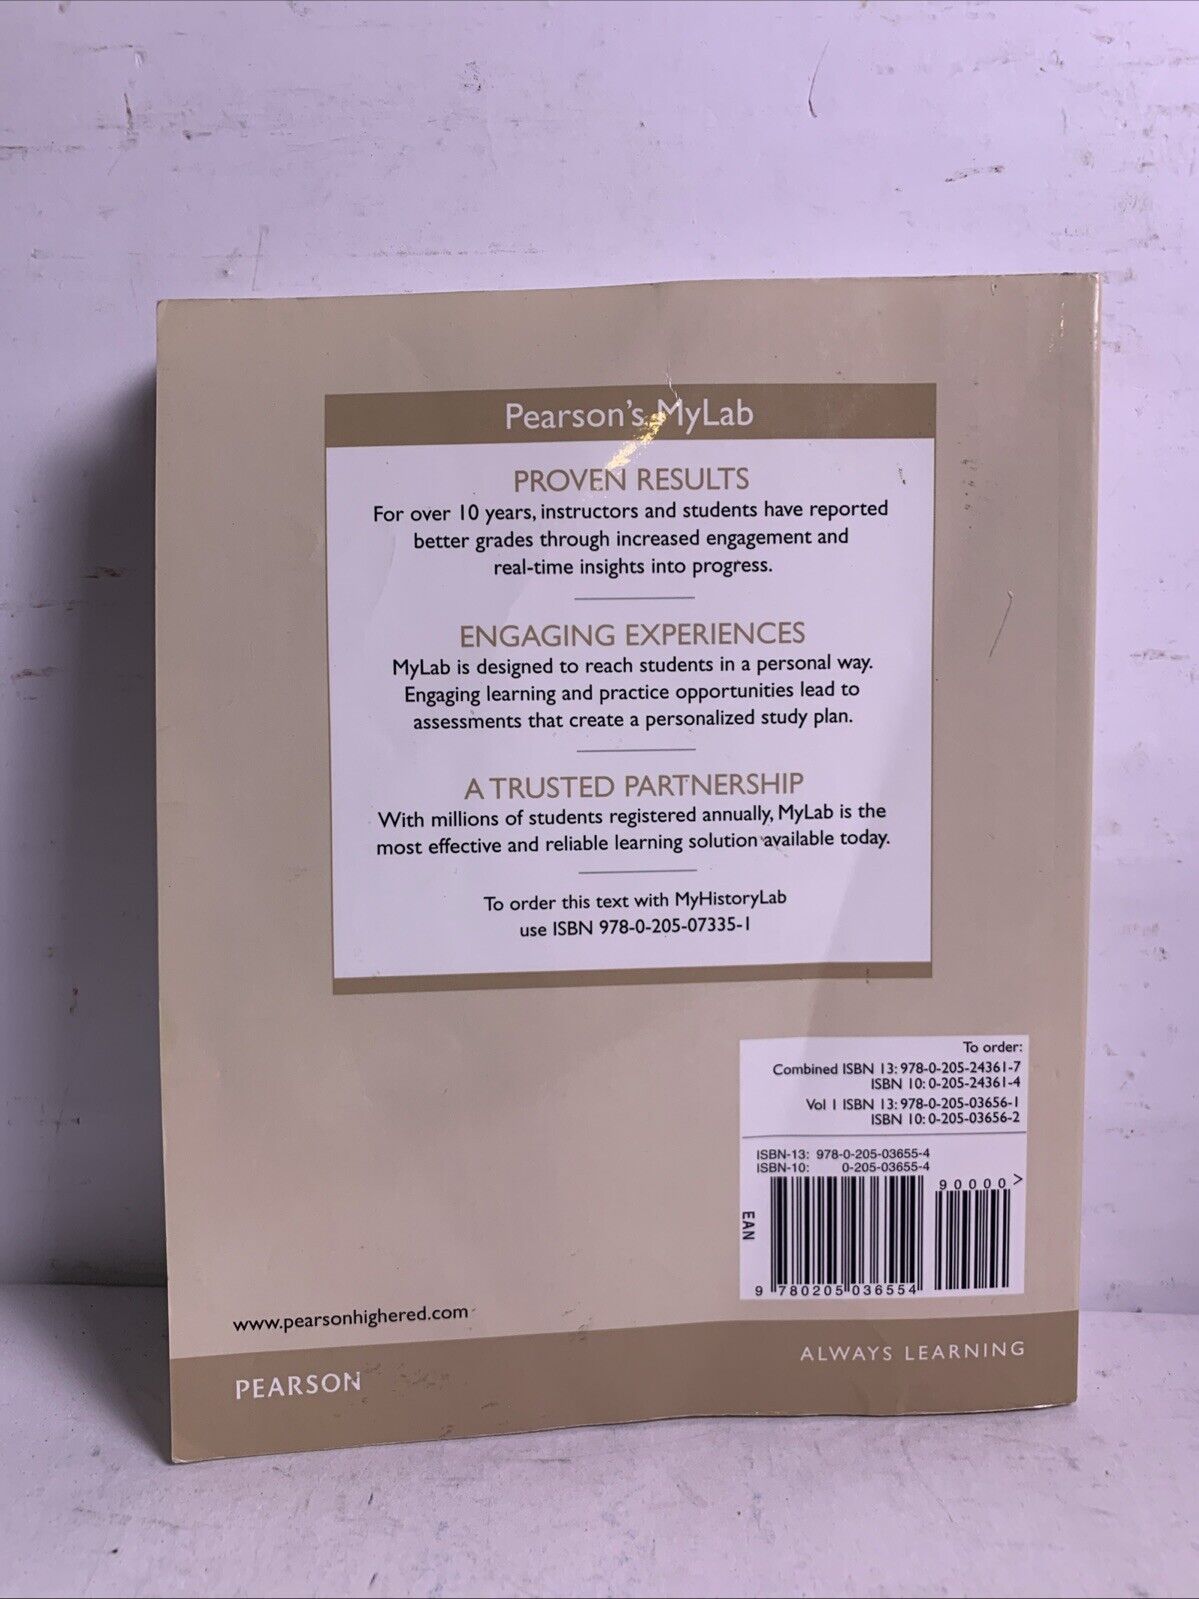 Pearson's MyLab
PROVEN RESULTS
For over 10 years, instructors and students have reported
better grades through increased engagement and
real-time insights into progress.
ENGAGING EXPERIENCES
MyLab is designed to reach students in a personal way.
Engaging learning and practice opportunities lead to
assessments that create a personalized study plan.
A TRUSTED PARTNERSHIP
With millions of students registered annually, MyLab is the
most effective and reliable learning solution available today.
To order this text with MyHistoryLab
use ISBN 978-0-205-07335-1
To order:
Combined ISBN 13: 978-0-205-24361-7
ISBN 10: 0-205-24361-4
Vol 1 ISBN 13: 978-0-205-03656-1
ISBN 10: 0-205-03656-2
ISBN-13: 978-0-205-03655-4
ISBN-10: 0-205-03655-4
90000>
EAN
9 780205 036554
www.pearsonhighered.com
PEARSON
ALWAYS LEARNING